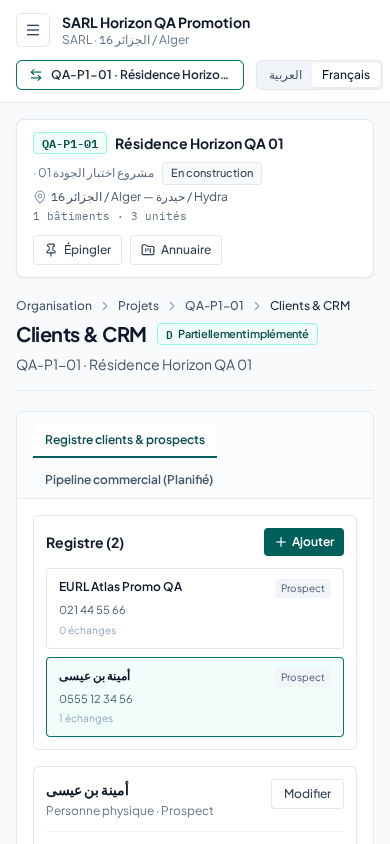 SARL Horizon QA Promotion
SARL · 16 الجزائر / Alger
QA-P1-01 · Résidence Horizo...
العربية
Français
QA-P1-01 Résidence Horizon QA 01
مشروع اختبار الجودة 01 · En construction
16 الجزائر / Alger — حيدرة / Hydra
1 bâtiments · 3 unités
Épingler
Annuaire
Organisation > Projets > QA-P1-01 > Clients & CRM
Clients & CRM D Partiellement implémenté
QA-P1-01 · Résidence Horizon QA 01
Registre clients & prospects
Pipeline commercial (Planifié)
Registre (2) + Ajouter
EURL Atlas Promo QA Prospect
021 44 55 66
0 échanges
أمينة بن عيسى Prospect
0555 12 34 56
1 échanges
أمينة بن عيسى Modifier
Personne physique · Prospect